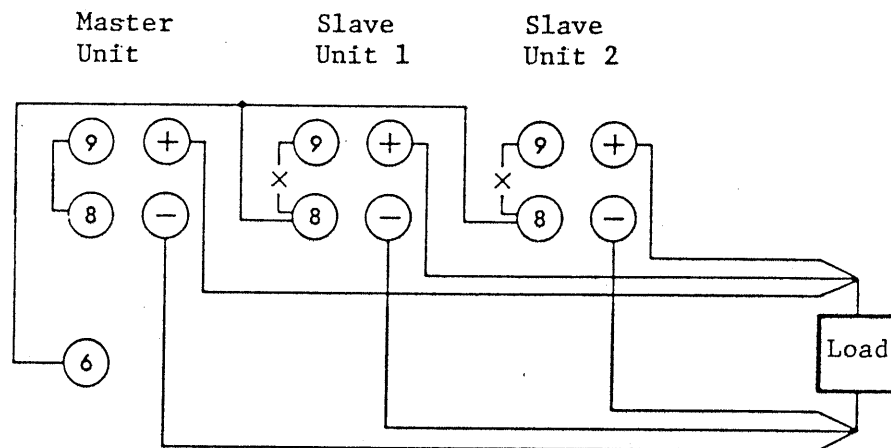 Master Unit
Slave Unit 1
Slave Unit 2
9 + 9 + 9 +
× ×
8 − 8 − 8 −
6
Load